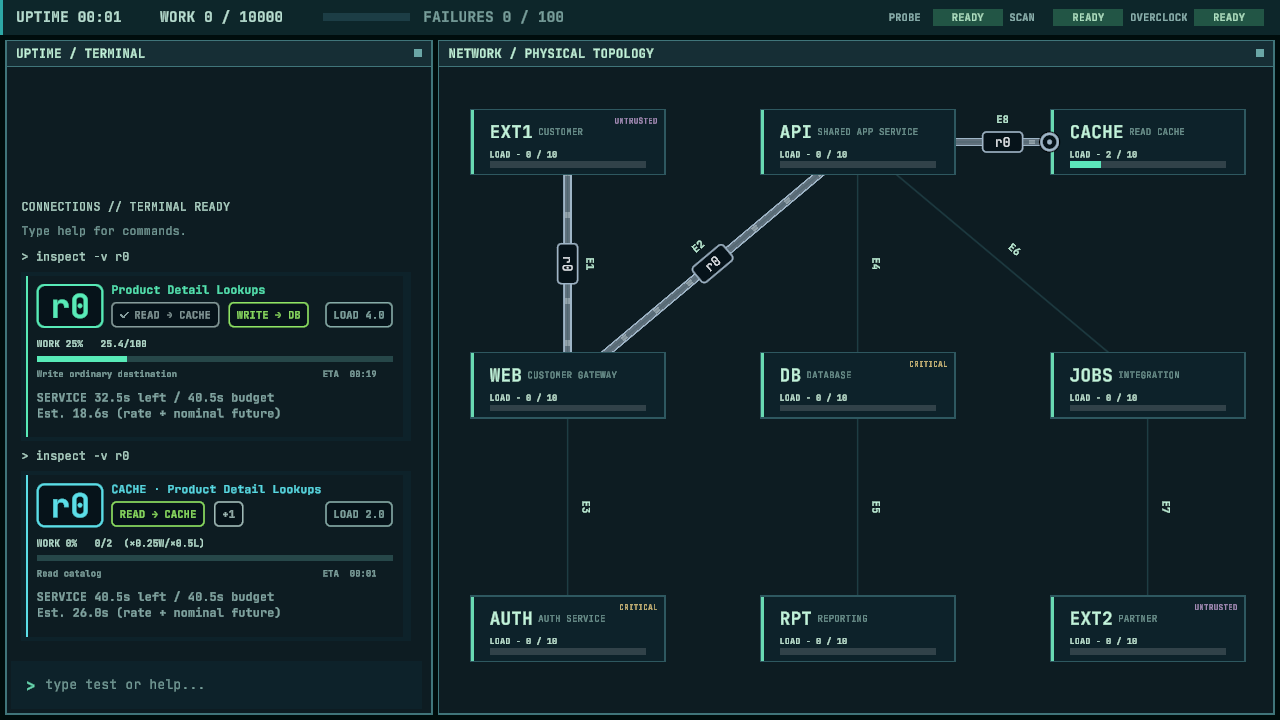 UPTIME 00:01 WORK 0 / 10000 FAILURES 0 / 100 PROBE READY SCAN READY OVERCLOCK READY
UPTIME / TERMINAL
CONNECTIONS // TERMINAL READY
Type help for commands.
> inspect -v r0
r0 Product Detail Lookups
✓ READ → CACHE WRITE → DB LOAD 4.0
WORK 25% 25.4/100
Write ordinary destination ETA 00:19
SERVICE 32.5s left / 40.5s budget
Est. 18.6s (rate + nominal future)
> inspect -v r0
r0 CACHE · Product Detail Lookups
READ → CACHE +1 LOAD 2.0
WORK 0% 0/2 (×0.25W/×0.5L)
Read catalog ETA 00:01
SERVICE 40.5s left / 40.5s budget
Est. 26.0s (rate + nominal future)
> type test or help...
NETWORK / PHYSICAL TOPOLOGY
UNTRUSTED
EXT1 CUSTOMER
LOAD - 0 / 10
API SHARED APP SERVICE
LOAD - 0 / 10
E8
r0
CACHE READ CACHE
LOAD - 2 / 10
r0 E1
E2
r0
E4
E6
WEB CUSTOMER GATEWAY
LOAD - 0 / 10
CRITICAL
DB DATABASE
LOAD - 0 / 10
JOBS INTEGRATION
LOAD - 0 / 10
E3
E5
E7
CRITICAL
AUTH AUTH SERVICE
LOAD - 0 / 10
RPT REPORTING
LOAD - 0 / 10
UNTRUSTED
EXT2 PARTNER
LOAD - 0 / 10